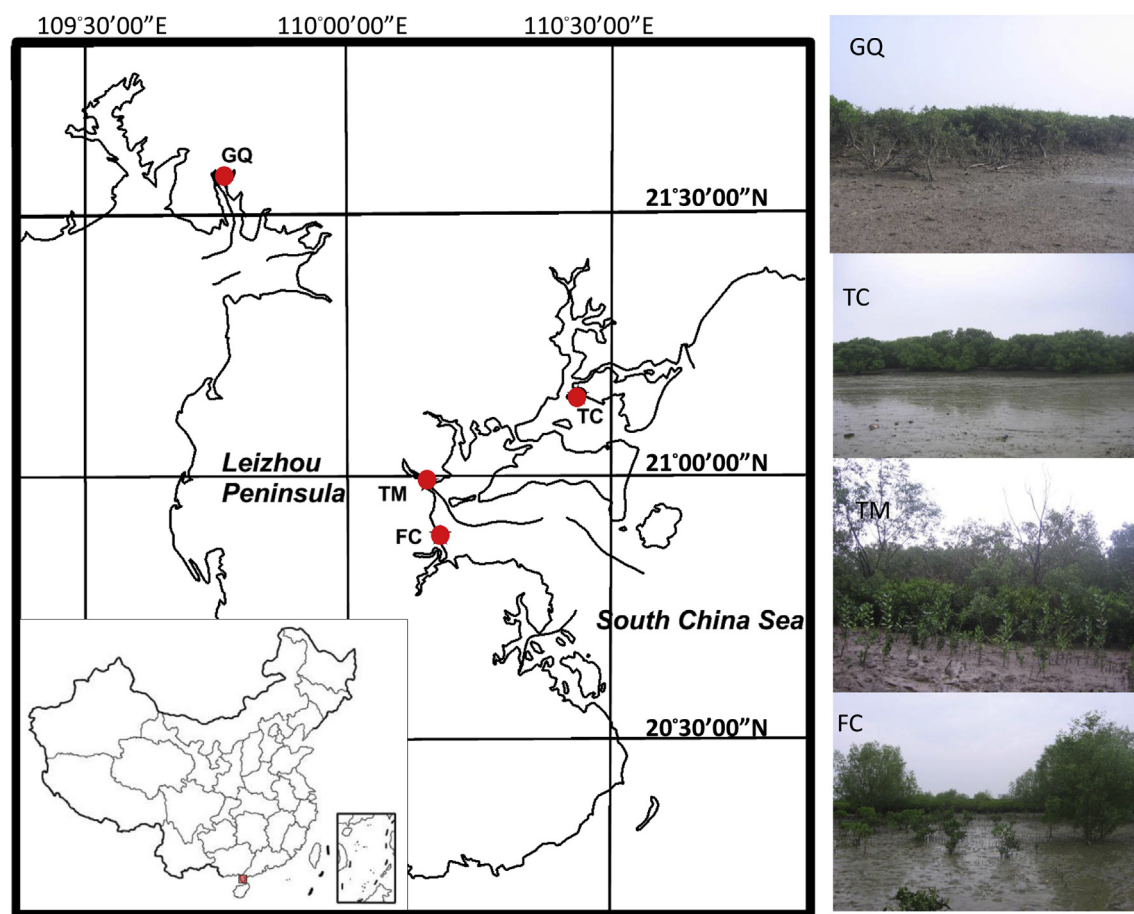 109˚30’00”E
110˚00’00”E
110˚30’00”E
GQ
21˚30’00”N
TC
Leizhou
Peninsula
21˚00’00”N
TM
FC
South China Sea
20˚30’00”N
GQ
TC
TM
FC